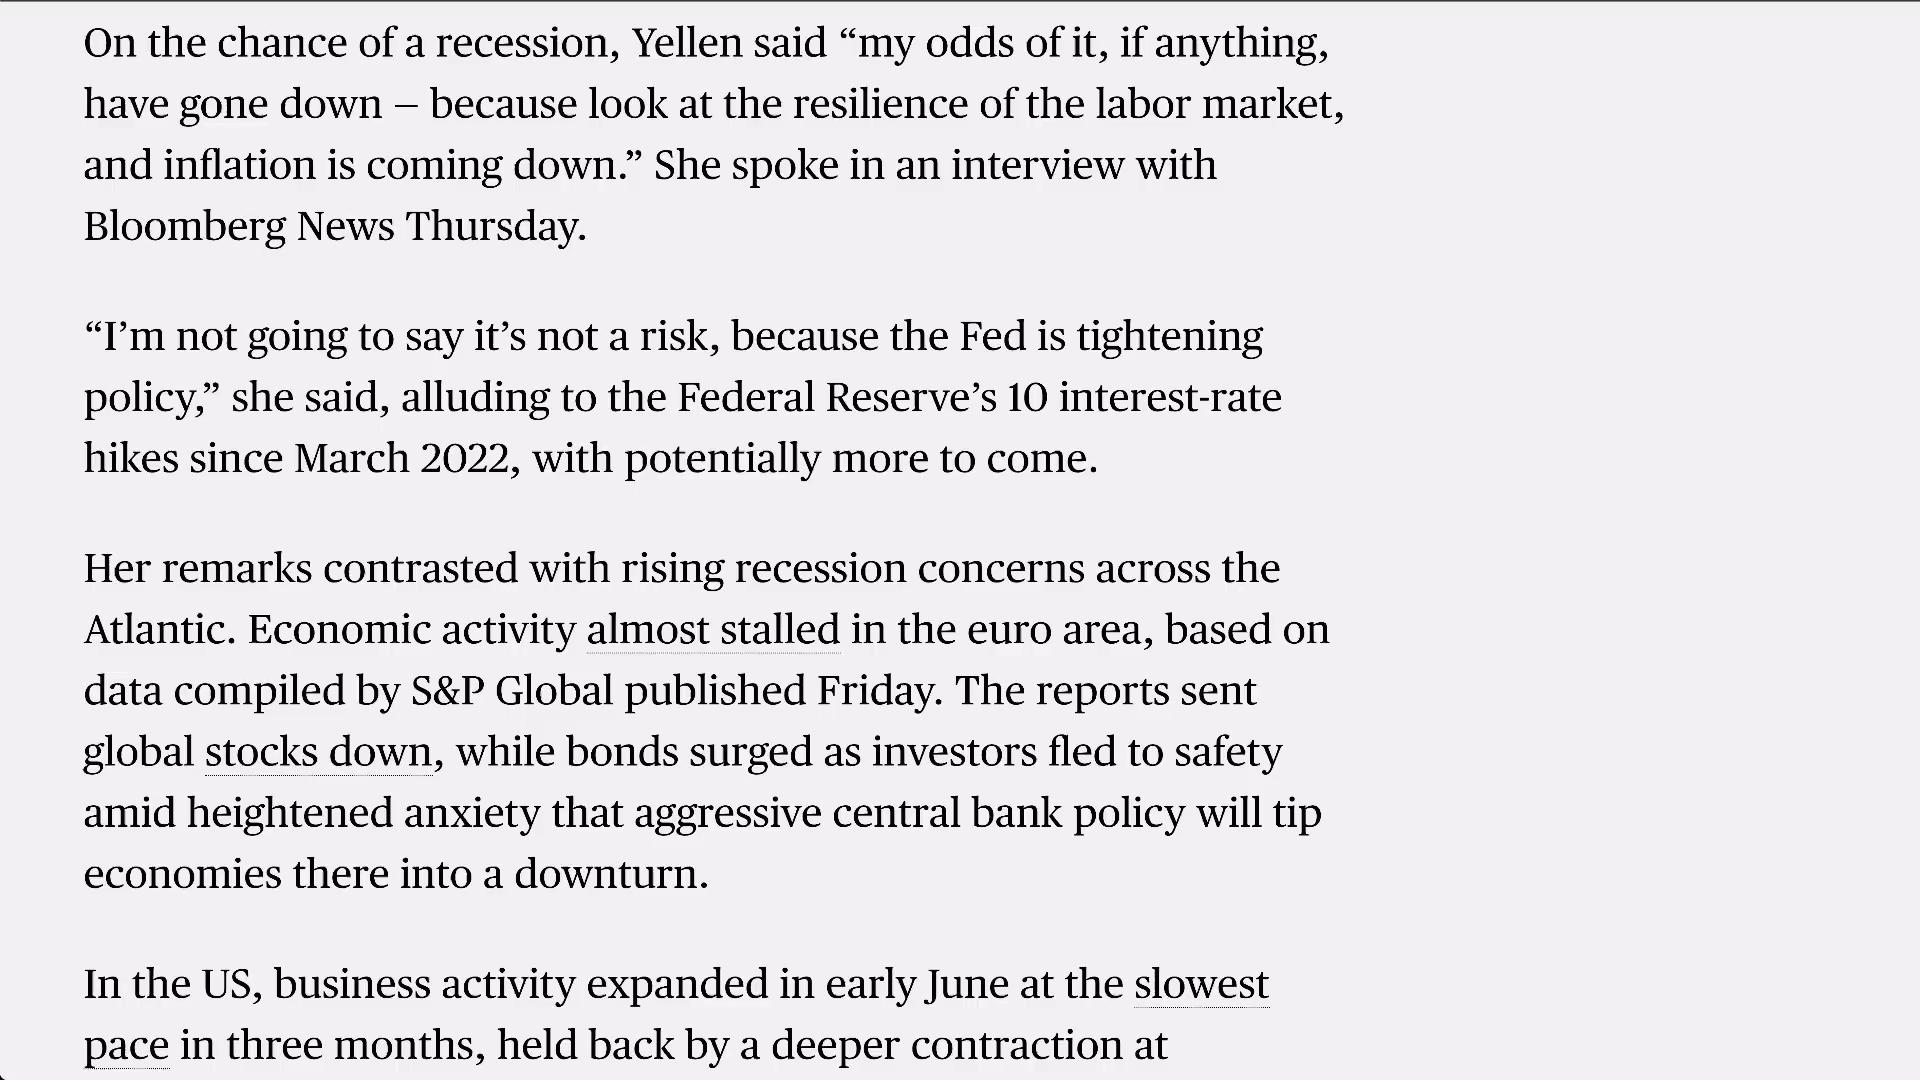 On the chance of a recession, Yellen said “my odds of it, if anything,
have gone down – because look at the resilience of the labor market,
and inflation is coming down.” She spoke in an interview with
Bloomberg News Thursday.
“I’m not going to say it’s not a risk, because the Fed is tightening
policy,” she said, alluding to the Federal Reserve’s 10 interest-rate
hikes since March 2022, with potentially more to come.
Her remarks contrasted with rising recession concerns across the
Atlantic. Economic activity almost stalled in the euro area, based on
data compiled by S&P Global published Friday. The reports sent
global stocks down, while bonds surged as investors fled to safety
amid heightened anxiety that aggressive central bank policy will tip
economies there into a downturn.
In the US, business activity expanded in early June at the slowest
pace in three months, held back by a deeper contraction at